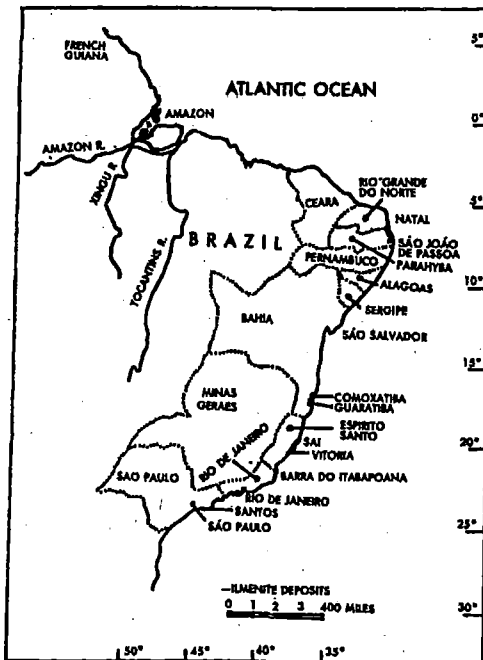 5°
FRENCH
GUIANA
ATLANTIC OCEAN
AMAZON
0°
AMAZON R.
XINGU R.
RIO GRANDE
DO NORTE
CEARA
5°
NATAL
BRAZIL
SÃO JOÃO
DE PASSOA
PERNAMBUCO
PARAHYBA
TOCANTINS R.
ALAGOAS
10°
SERGIPE
BAHIA
SÃO SALVADOR
15°
MINAS
GERAES
COMOXATIBA
GUARATIBA
ESPIRITO
SANTO
RIO DE JANEIRO
SAI
20°
VITORIA
SAO PAULO
BARRA DO ITABAPOANA
RIO DE JANEIRO
SANTOS
SÃO PAULO
25°
—ILMENITE DEPOSITS
0 1 2 3 400 MILES
30°
50° 45° 40° 35°